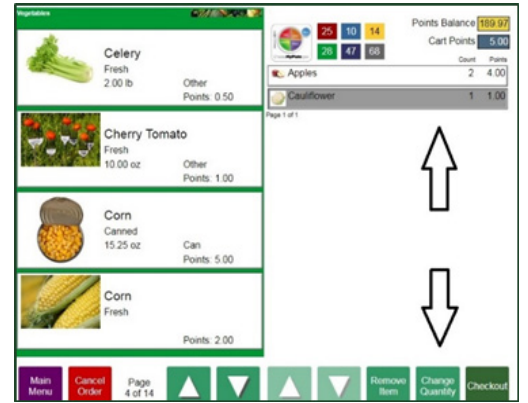 Vegetables
Celery
Fresh
2.00 lb
Other
Points: 0.50
Cherry Tomato
Fresh
10.00 oz
Other
Points: 1.00
Corn
Canned
15.25 oz
Can
Points: 5.00
Corn
Fresh
Points: 2.00
25 10 14
28 47 68
Points Balance 189.97
Cart Points 5.00
Count Points
Apples 2 4.00
Cauliflower 1 1.00
Page 1 of 1
Main Menu
Cancel Order
Page 4 of 14
Remove Item
Change Quantity
Checkout